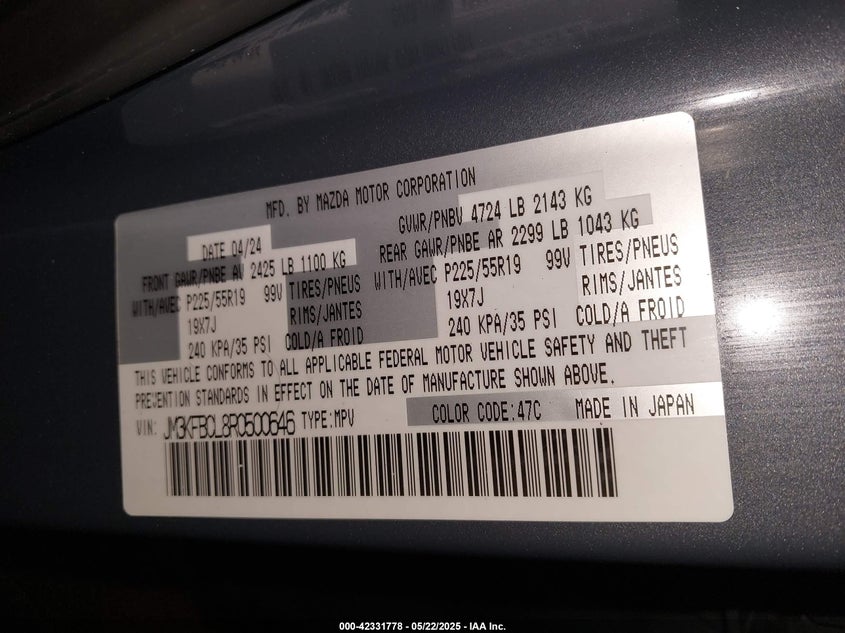 MFD. BY MAZDA MOTOR CORPORATION
DATE 04/24
GVWR/PNBV 4724 LB 2143 KG
FRONT GAWR/PNBE AV 2425 LB 1100 KG
REAR GAWR/PNBE AR 2299 LB 1043 KG
WITH/AVEC P225/55R19 99V TIRES/PNEUS
19X7J RIMS/JANTES
240 KPA/35 PSI COLD/A FROID
WITH/AVEC P225/55R19 99V TIRES/PNEUS
19X7J RIMS/JANTES
240 KPA/35 PSI COLD/A FROID
THIS VEHICLE CONFORMS TO ALL APPLICABLE FEDERAL MOTOR VEHICLE SAFETY AND THEFT
PREVENTION STANDARDS IN EFFECT ON THE DATE OF MANUFACTURE SHOWN ABOVE.
VIN: JM3KFBCL8R0500646 TYPE:MPV COLOR CODE:47C MADE IN JAPAN
000-42331778 - 05/22/2025 - IAA Inc.